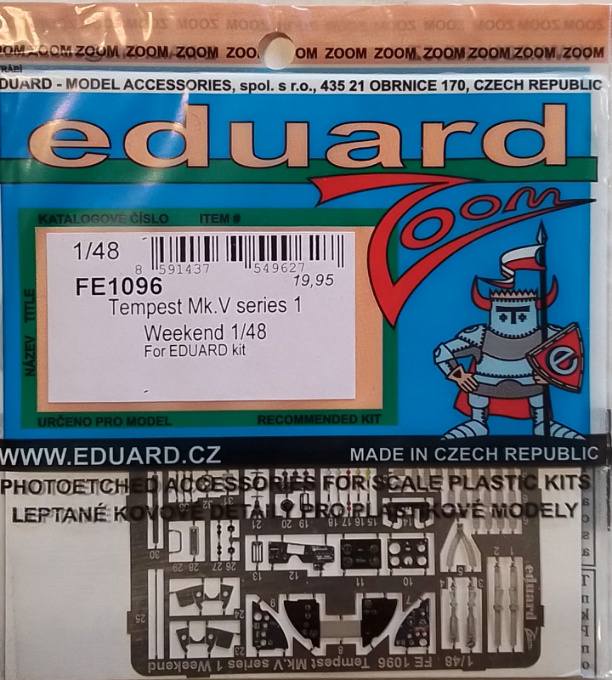 ZOOM ZOOM ZOOM ZOOM ZOOM ZOOM ZOOM ZOOM ZOOM
EDUARD - MODEL ACCESSORIES, spol. s r.o., 435 21 OBRNICE 170, CZECH REPUBLIC
eduard
Zoom
KATALOGOVÉ ČÍSLO ITEM #
1/48
8 591437 549627
FE1096 19,95
Tempest Mk.V series 1
Weekend 1/48
For EDUARD kit
NÁZEV TITLE
e
URČENO PRO MODEL RECOMMENDED KIT
WWW.EDUARD.CZ MADE IN CZECH REPUBLIC
PHOTOETCHED ACCESSORIES FOR SCALE PLASTIC KITS
LEPTANÉ KOVOVÉ DETAILY PRO PLASTIKOVÉ MODELY
eduard
1/48 FE 1096 Tempest Mk.V series 1 Weekend